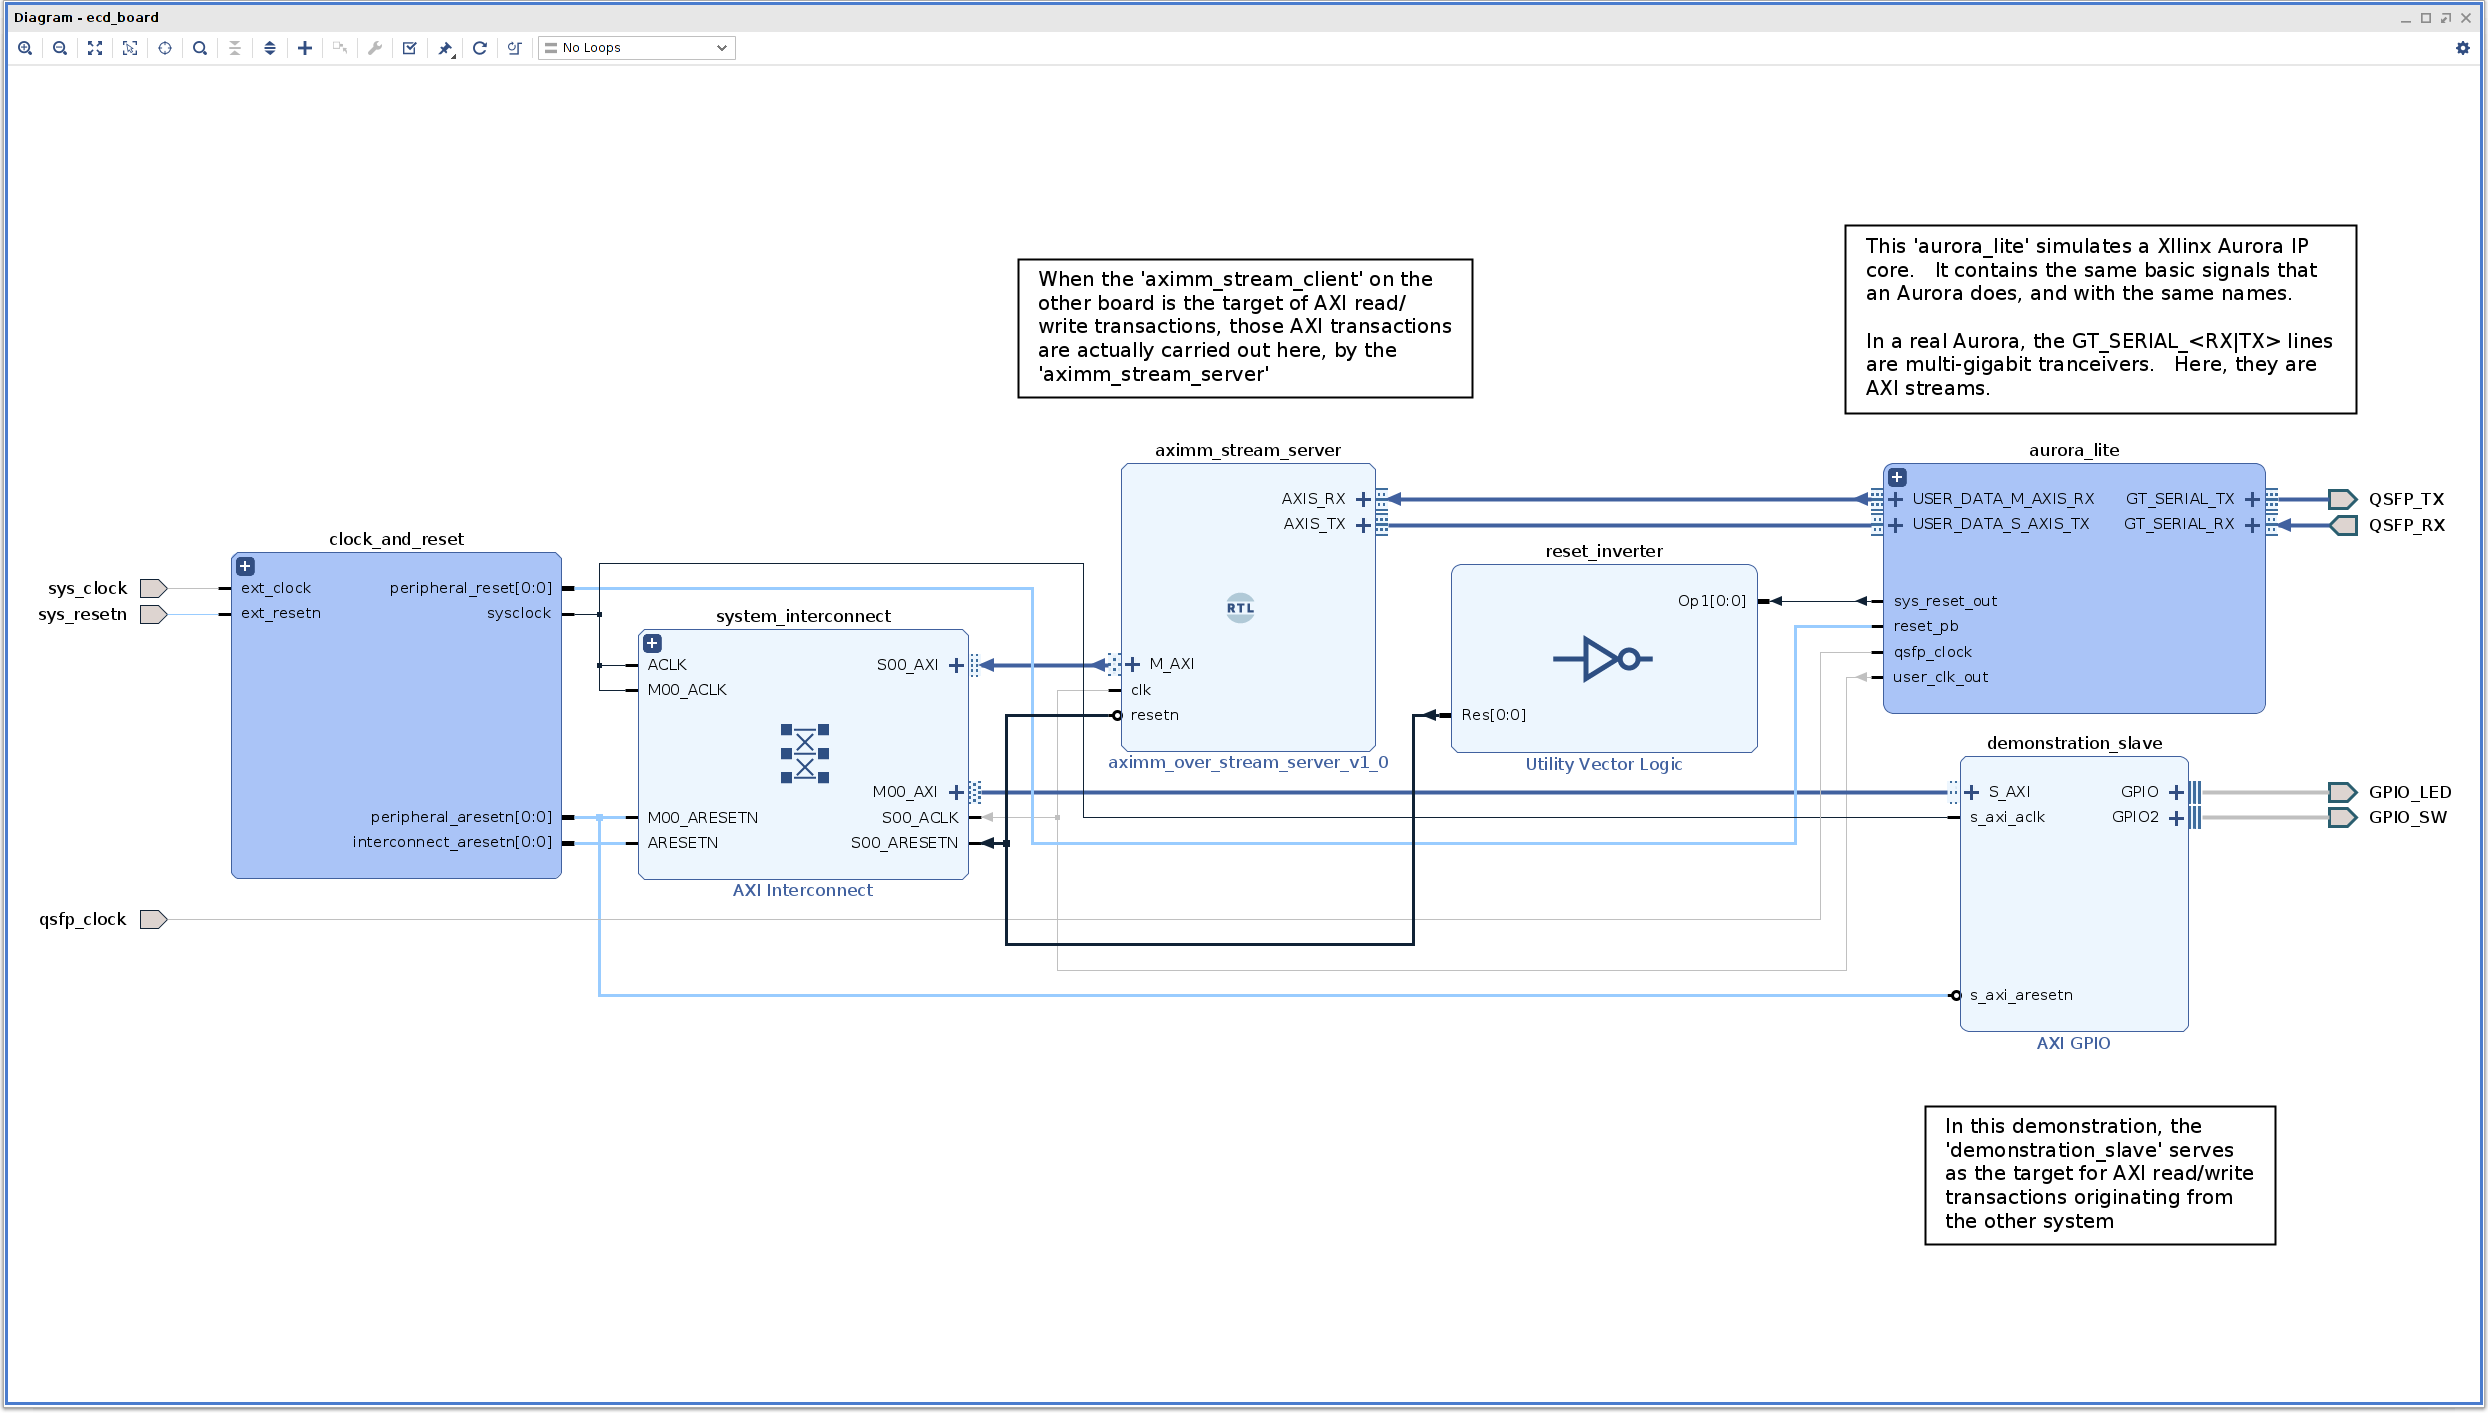 Diagram - ecd_board
No Loops
This 'aurora_lite' simulates a XIlinx Aurora IP
core.   It contains the same basic signals that
an Aurora does, and with the same names.
In a real Aurora, the GT_SERIAL_<RX|TX> lines
are multi-gigabit tranceivers.   Here, they are
AXI streams.
When the 'aximm_stream_client' on the
other board is the target of AXI read/
write transactions, those AXI transactions
are actually carried out here, by the
'aximm_stream_server'
clock_and_reset
sys_clock
sys_resetn
ext_clock
ext_resetn
peripheral_reset[0:0]
sysclock
peripheral_aresetn[0:0]
interconnect_aresetn[0:0]
qsfp_clock
system_interconnect
ACLK
M00_ACLK
M00_ARESETN
ARESETN
S00_AXI
M00_AXI
S00_ACLK
S00_ARESETN
AXI Interconnect
aximm_stream_server
AXIS_RX
AXIS_TX
RTL
M_AXI
clk
resetn
aximm_over_stream_server_v1_0
reset_inverter
Op1[0:0]
Res[0:0]
Utility Vector Logic
aurora_lite
USER_DATA_M_AXIS_RX
USER_DATA_S_AXIS_TX
GT_SERIAL_TX
GT_SERIAL_RX
sys_reset_out
reset_pb
qsfp_clock
user_clk_out
QSFP_TX
QSFP_RX
demonstration_slave
S_AXI
s_axi_aclk
s_axi_aresetn
GPIO
GPIO2
GPIO_LED
GPIO_SW
AXI GPIO
In this demonstration, the
'demonstration_slave' serves
as the target for AXI read/write
transactions originating from
the other system